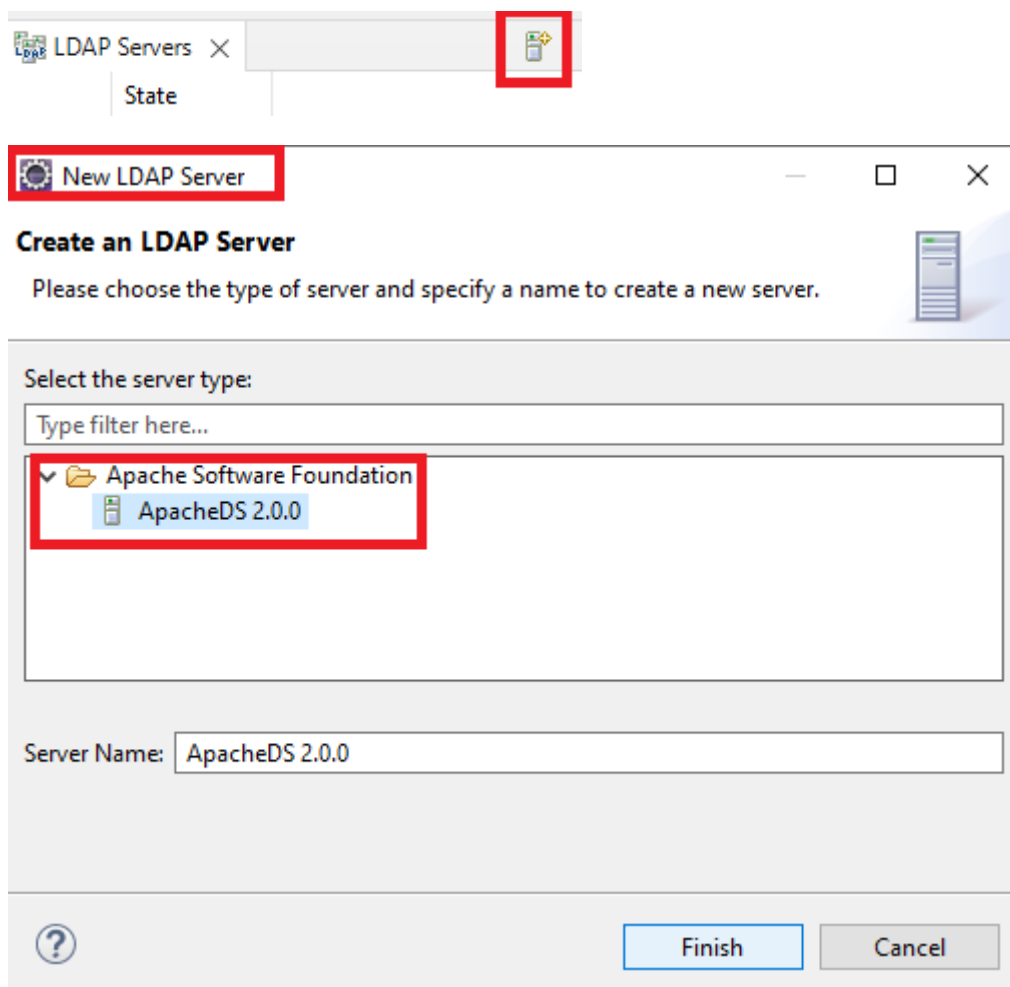 LDAP Servers
State
New LDAP Server
Create an LDAP Server
Please choose the type of server and specify a name to create a new server.
Select the server type:
Type filter here...
Apache Software Foundation
ApacheDS 2.0.0
Server Name: ApacheDS 2.0.0
? Finish Cancel